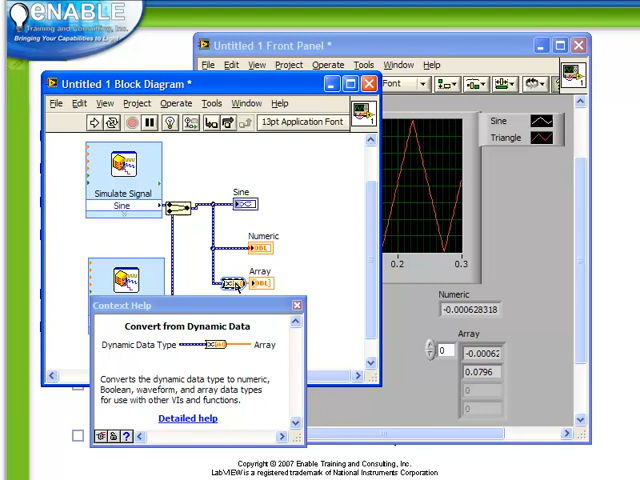 eNABLE
Training and Consulting, Inc.
Bringing Your Capabilities to Light
Untitled 1 Front Panel *
File Edit View Project Operate Tools Window Help
Font
Untitled 1 Block Diagram *
File Edit View Project Operate Tools Window Help
13pt Application Font
Sine
Triangle
Simulate Signal
Sine
Sine
Numeric
DBL
Array
DBL
0.2 0.3
Numeric
-0.000628318
Array
0
-0.00062
0.0796
0
0
Context Help
Convert from Dynamic Data
Dynamic Data Type Array
Converts the dynamic data type to numeric,
Boolean, waveform, and array data types
for use with other VIs and functions.
Detailed help
?
Copyright © 2007 Enable Training and Consulting, Inc.
LabVIEW is a registered trademark of National Instruments Corporation